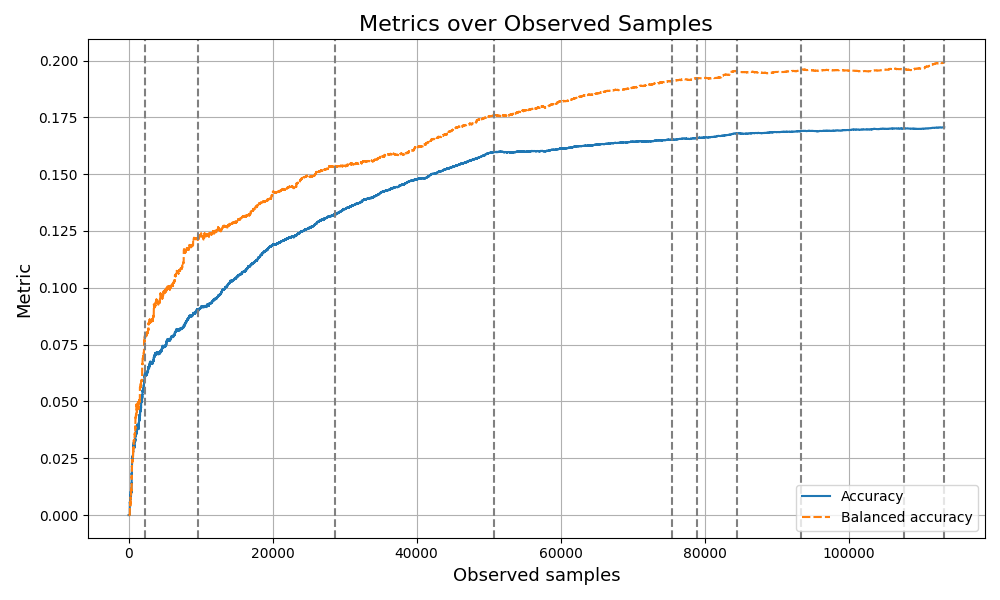 Metrics over Observed Samples
Metric
0.200
0.175
0.150
0.125
0.100
0.075
0.050
0.025
0.000
0 20000 40000 60000 80000 100000
Observed samples
Accuracy
Balanced accuracy